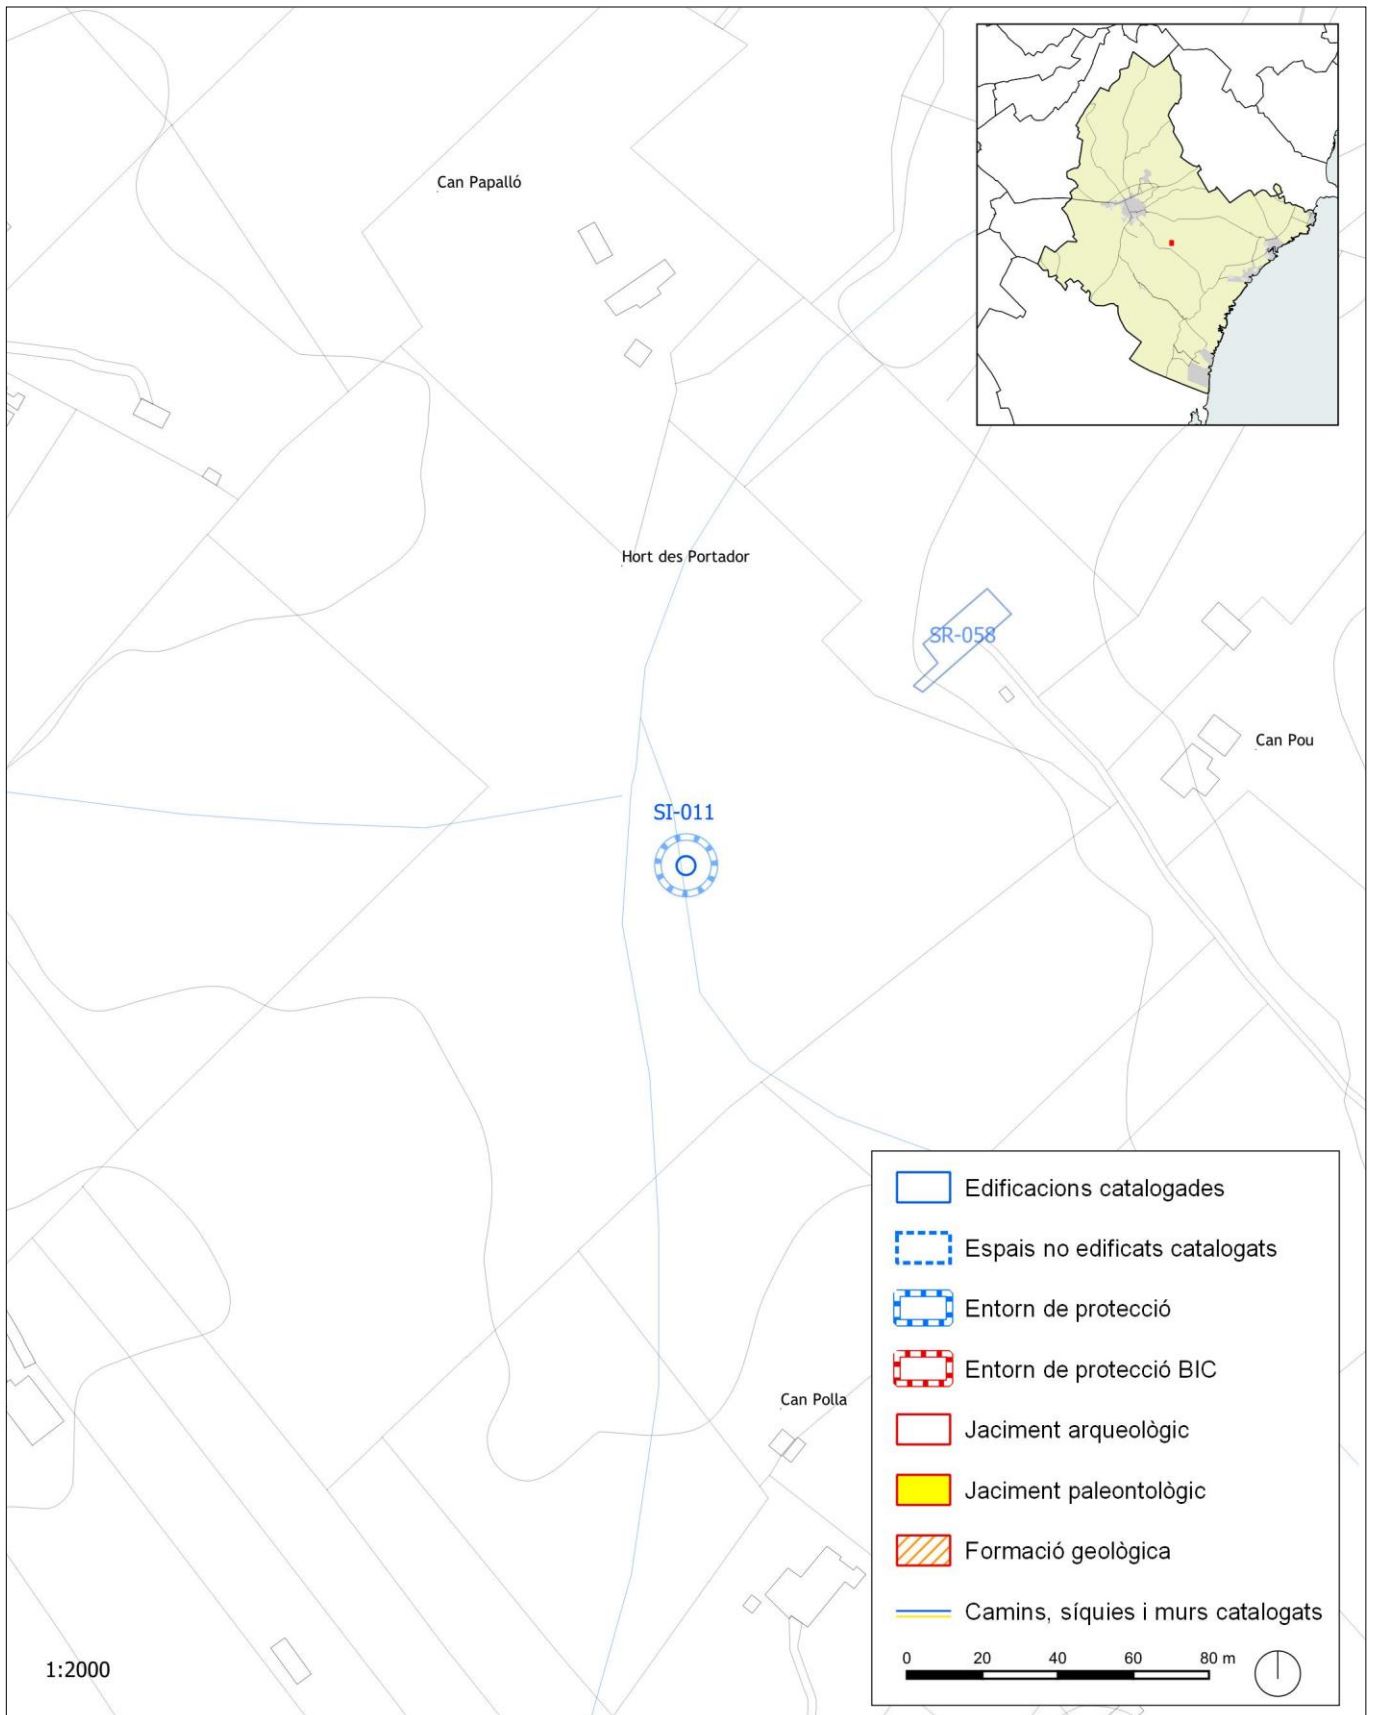 Can Papalló
Hort des Portador
SR-058
Can Pou
SI-011
Edificacions catalogades
Espais no edificats catalogats
Entorn de protecció
Entorn de protecció BIC
Can Polla
Jaciment arqueològic
Jaciment paleontològic
Formació geològica
Camins, síquies i murs catalogats
0 20 40 60 80 m
1:2000